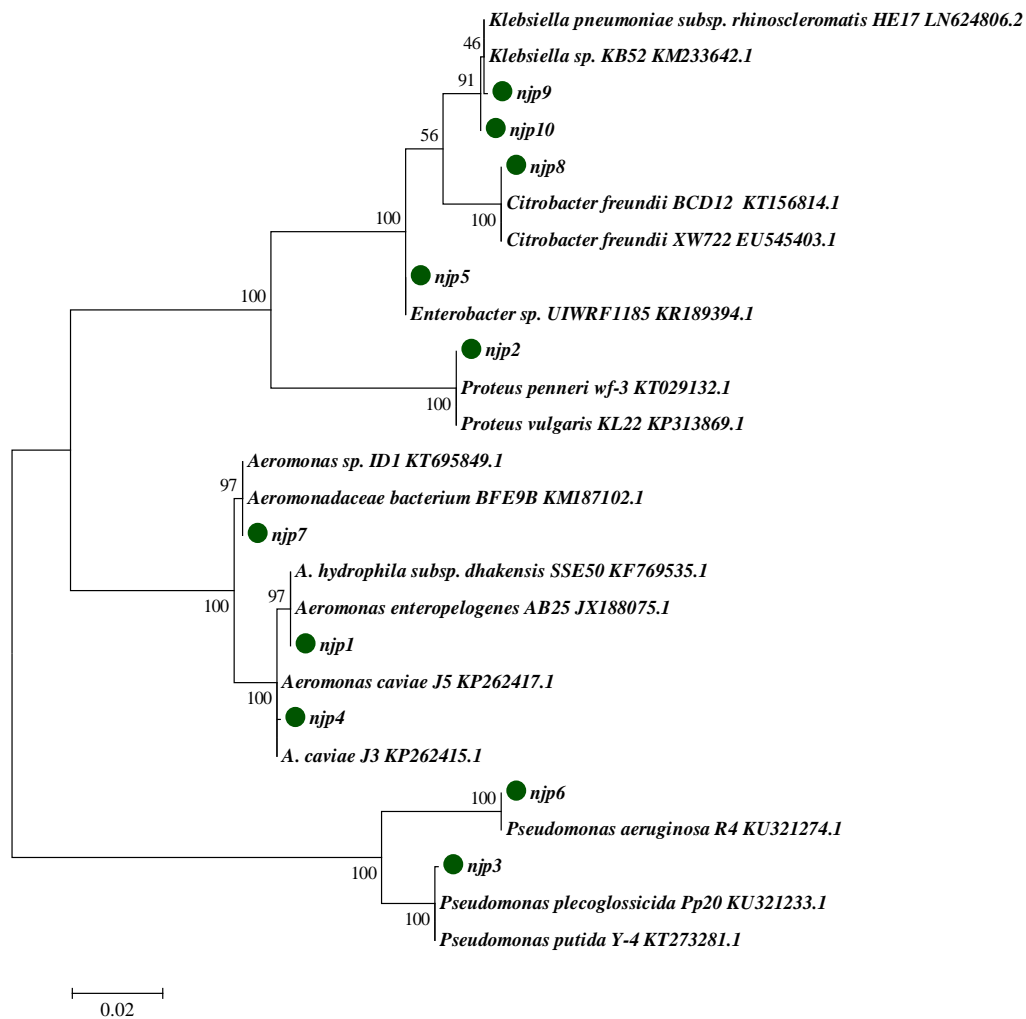 Klebsiella pneumoniae subsp. rhinoscleromatis HE17 LN624806.2
46
Klebsiella sp. KB52 KM233642.1
91
njp9
njp10
56
njp8
Citrobacter freundii BCD12 KT156814.1
100
100
Citrobacter freundii XW722 EU545403.1
njp5
100
Enterobacter sp. UIWRF1185 KR189394.1
njp2
Proteus penneri wf-3 KT029132.1
100
Proteus vulgaris KL22 KP313869.1
Aeromonas sp. ID1 KT695849.1
97
Aeromonadaceae bacterium BFE9B KM187102.1
njp7
A. hydrophila subsp. dhakensis SSE50 KF769535.1
97
100
Aeromonas enteropelogenes AB25 JX188075.1
njp1
Aeromonas caviae J5 KP262417.1
100
njp4
A. caviae J3 KP262415.1
njp6
100
Pseudomonas aeruginosa R4 KU321274.1
njp3
100
Pseudomonas plecoglossicida Pp20 KU321233.1
100
Pseudomonas putida Y-4 KT273281.1
0.02